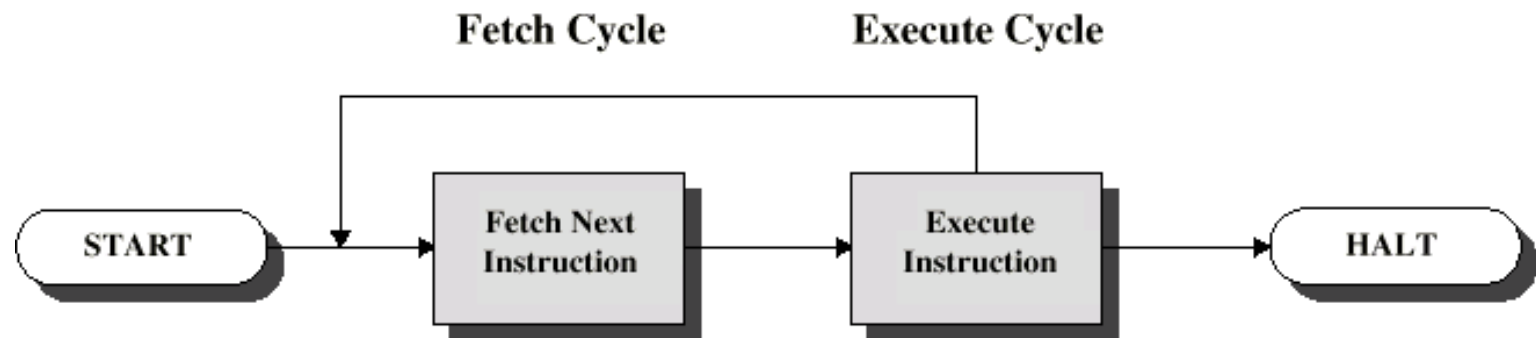 Fetch Cycle
Execute Cycle
START
Fetch Next
Instruction
Execute
Instruction
HALT